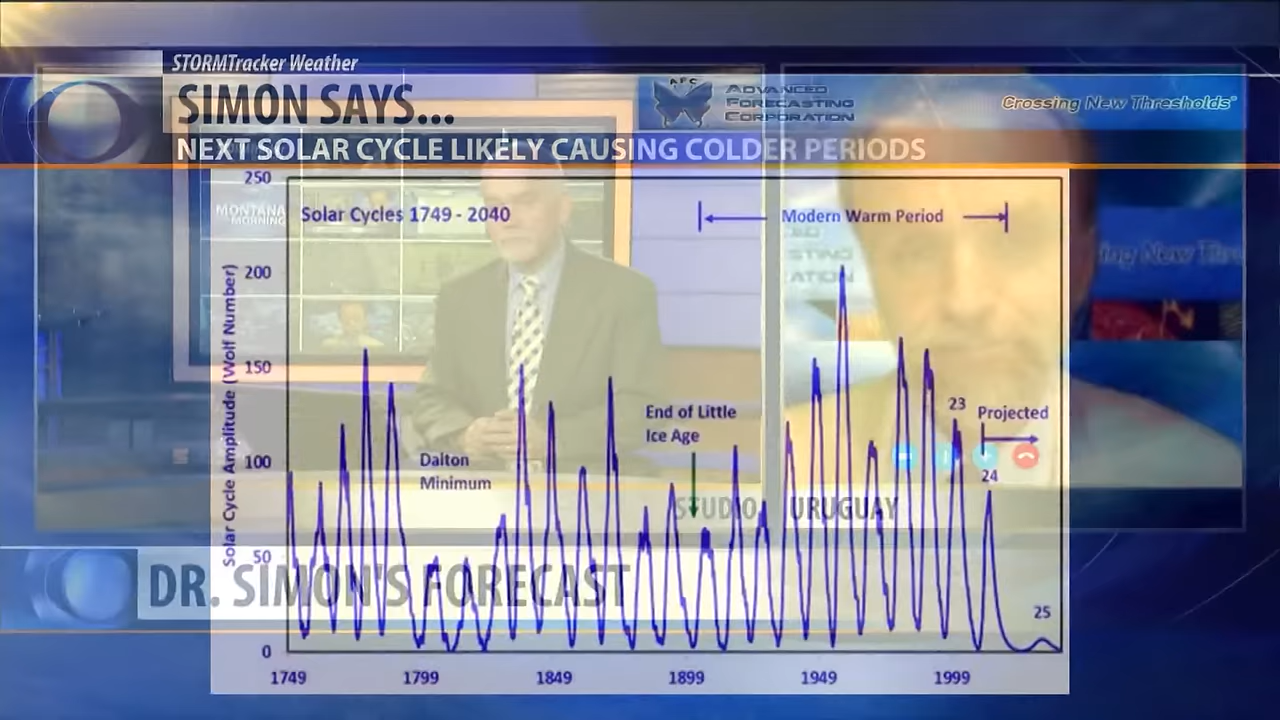 STORMTracker Weather
SIMON SAYS...
AFC
ADVANCED
FORECASTING
CORPORATION
Crossing New Thresholds
NEXT SOLAR CYCLE LIKELY CAUSING COLDER PERIODS
250
Solar Cycles 1749 - 2040
Modern Warm Period
MONTANA
MORNING
200
Solar Cycle Amplitude (Wolf Number)
150
End of Little
Ice Age
23
Projected
100
Dalton
Minimum
24
STUDIO
URUGUAY
50
DR. SIMON'S FORECAST
25
0
1749
1799
1849
1899
1949
1999